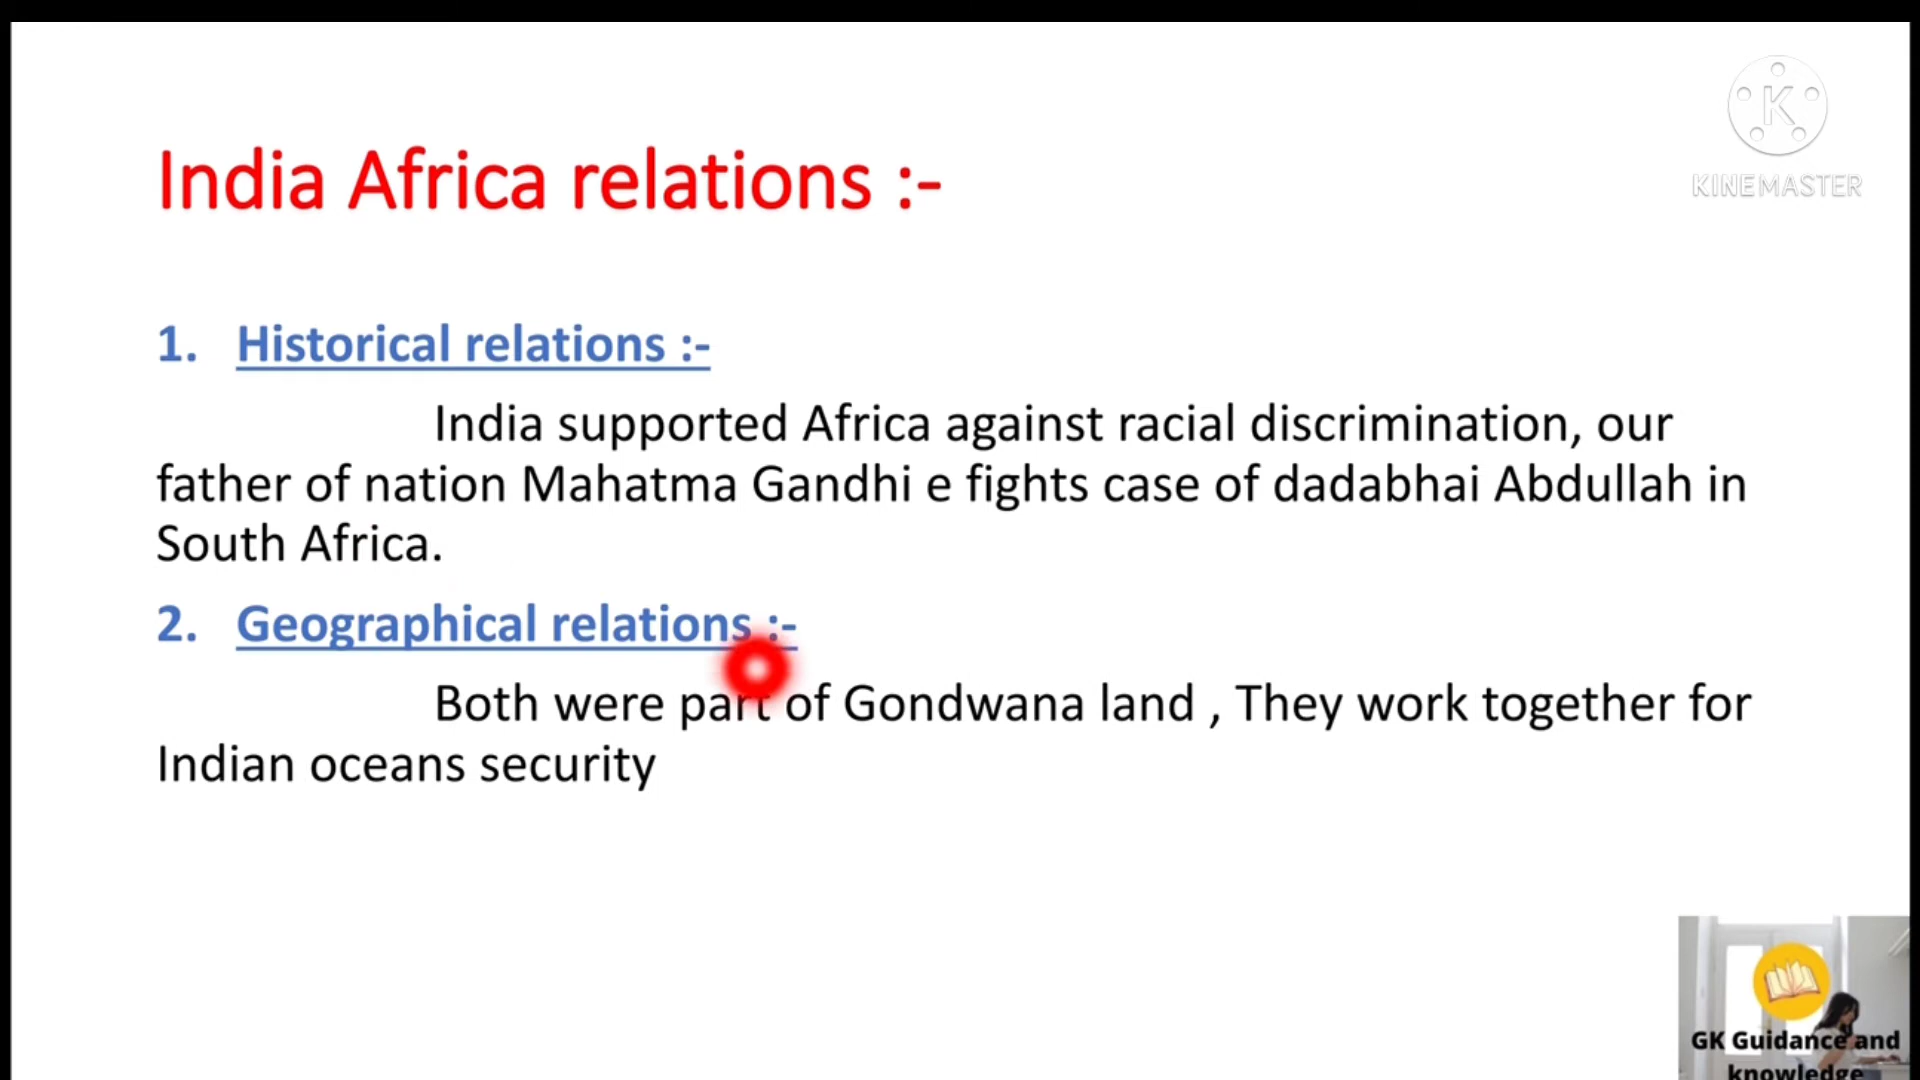 India Africa relations :-
K
KINEMASTER
1. Historical relations :-
India supported Africa against racial discrimination, our
father of nation Mahatma Gandhi e fights case of dadabhai Abdullah in
South Africa.
2. Geographical relations :-
Both were part of Gondwana land , They work together for
Indian oceans security
GK Guidance and
knowledge